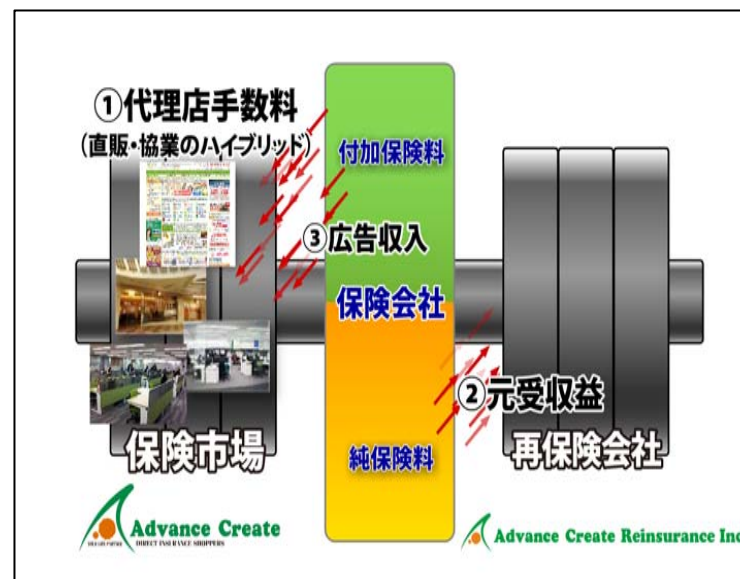 ①代理店手数料
(直販・協業のハイブリッド)
付加保険料
③広告収入
保険会社
②元受収益
純保険料
保険市場
再保険会社
Advance Create
DIRECT INSURANCE SHOPPERS
Advance Create Reinsurance Inc